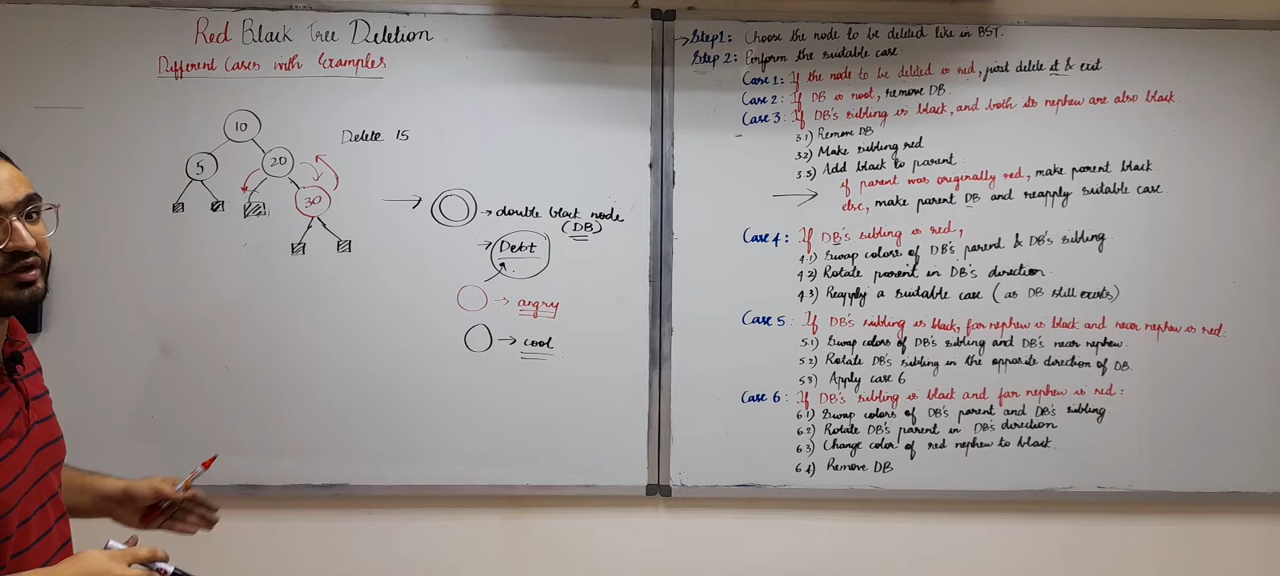 Red Black Tree Deletion
Different Cases with Examples
10
Delete 15
5
20
30
→ double black node
(DB)
→ Debt
→ angry
→ cool
→ Step1: Choose the node to be deleted like in BST.
Step 2: Perform the suitable case.
Case 1: If the node to be deleted is red, just delete it & exit
Case 2: If DB is root, remove DB.
Case 3: If DB's sibling is black, and both its nephew are also black
3.1) Remove DB
3.2) Make sibling red
3.3) Add black to parent:
if parent was originally red, make parent black
else, make parent DB and reapply suitable case
Case 4: If DB's sibling is red,
4.1) Swap colors of DB's parent & DB's sibling.
4.2) Rotate parent in DB's direction.
4.3) Reapply a suitable case (as DB still exists)
Case 5: If DB's sibling is black, far nephew is black and near nephew is red:
5.1) Swap colors of DB's sibling and DB's near nephew.
5.2) Rotate DB's sibling in the opposite direction of DB.
5.3) Apply case 6
Case 6: If DB's sibling is black and far nephew is red:
6.1) Swap colors of DB's parent and DB's sibling
6.2) Rotate DB's parent in DB's direction
6.3) Change color of red nephew to black.
6.4) Remove DB